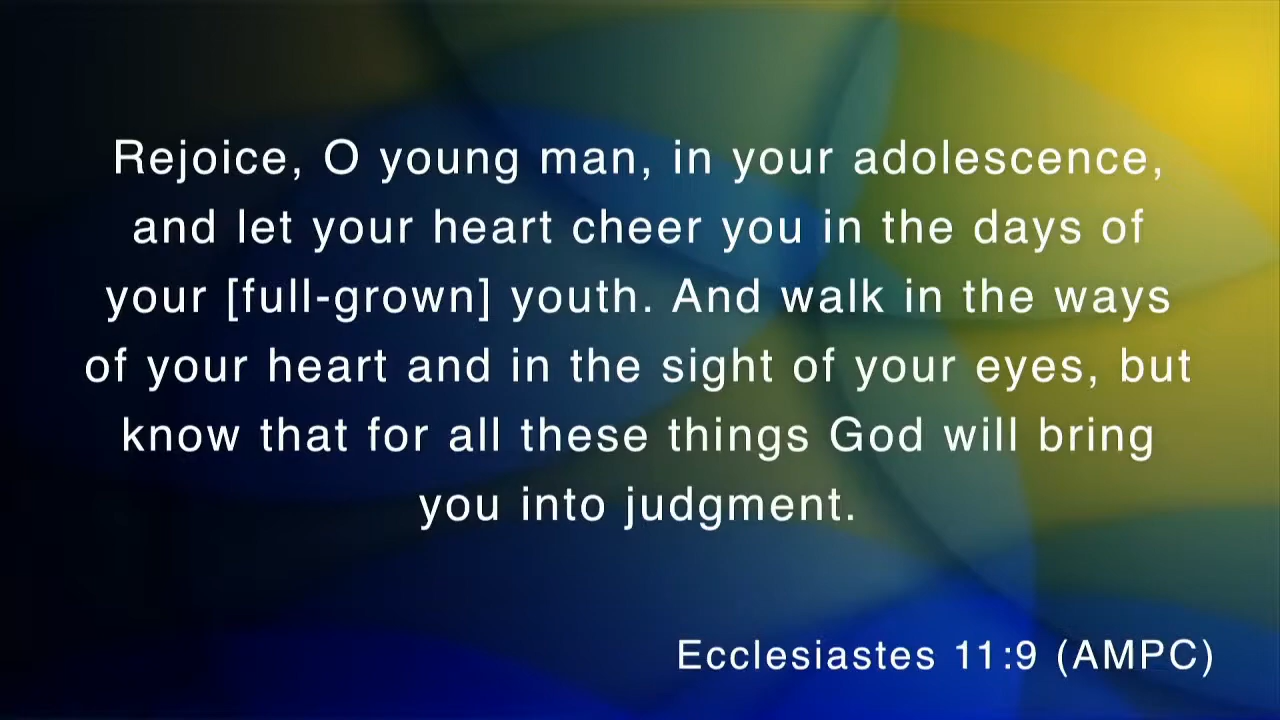 Rejoice, O young man, in your adolescence,
and let your heart cheer you in the days of
your [full-grown] youth. And walk in the ways
of your heart and in the sight of your eyes, but
know that for all these things God will bring
you into judgment.
Ecclesiastes 11:9 (AMPC)